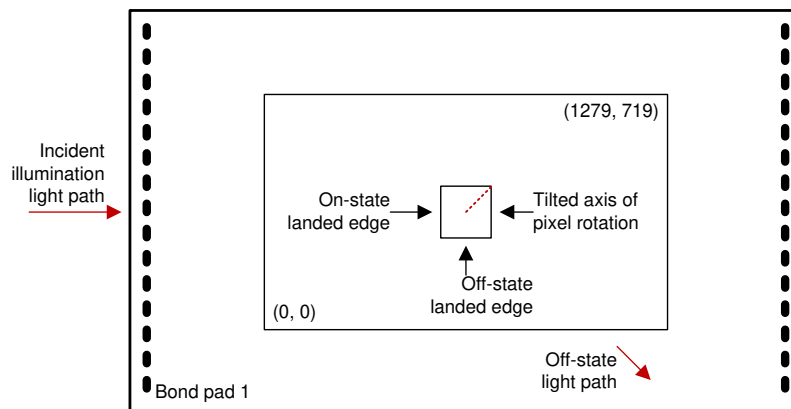 (1279, 719)
Incident
illumination
light path
On-state
landed edge
Tilted axis of
pixel rotation
Off-state
landed edge
(0, 0)
Off-state
light path
Bond pad 1